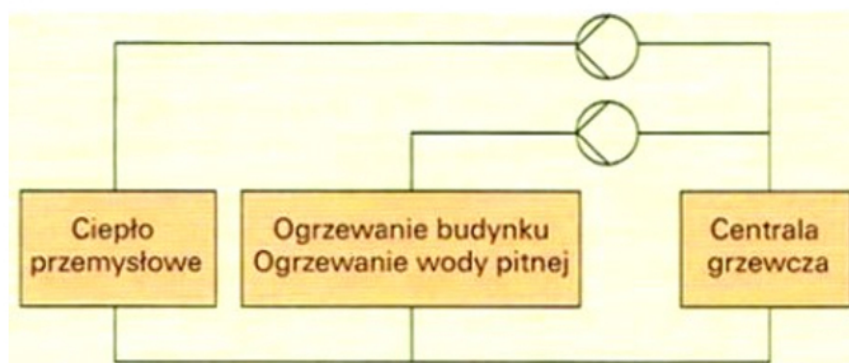 Ciepło
przemysłowe
Ogrzewanie budynku
Ogrzewanie wody pitnej
Centrala
grzewcza